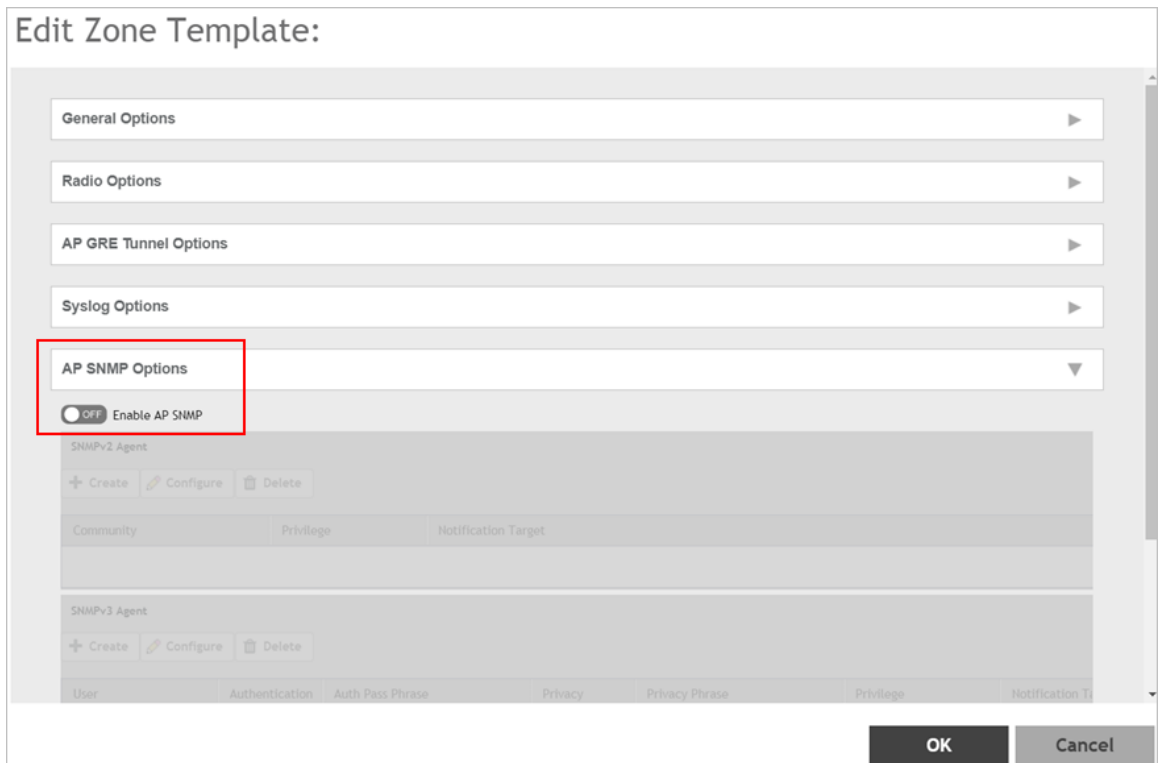 Edit Zone Template:
General Options
Radio Options
AP GRE Tunnel Options
Syslog Options
AP SNMP Options
OFF Enable AP SNMP
SNMPv2 Agent
Create Configure Delete
Community Privilege Notification Target
SNMPv3 Agent
Create Configure Delete
User Authentication Auth Pass Phrase Privacy Privacy Phrase Privilege Notification Ta
OK Cancel